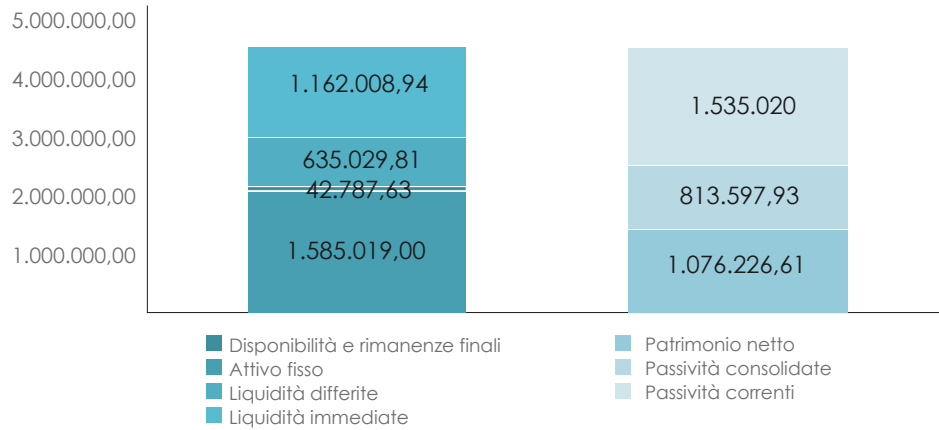 5.000.000,00
4.000.000,00
3.000.000,00
2.000.000,00
1.000.000,00
1.162.008,94
635.029,81
42.787,63
1.585.019,00
1.535.020
813.597,93
1.076.226,61
Disponibilità e rimanenze finali
Attivo fisso
Liquidità differite
Liquidità immediate
Patrimonio netto
Passività consolidate
Passività correnti